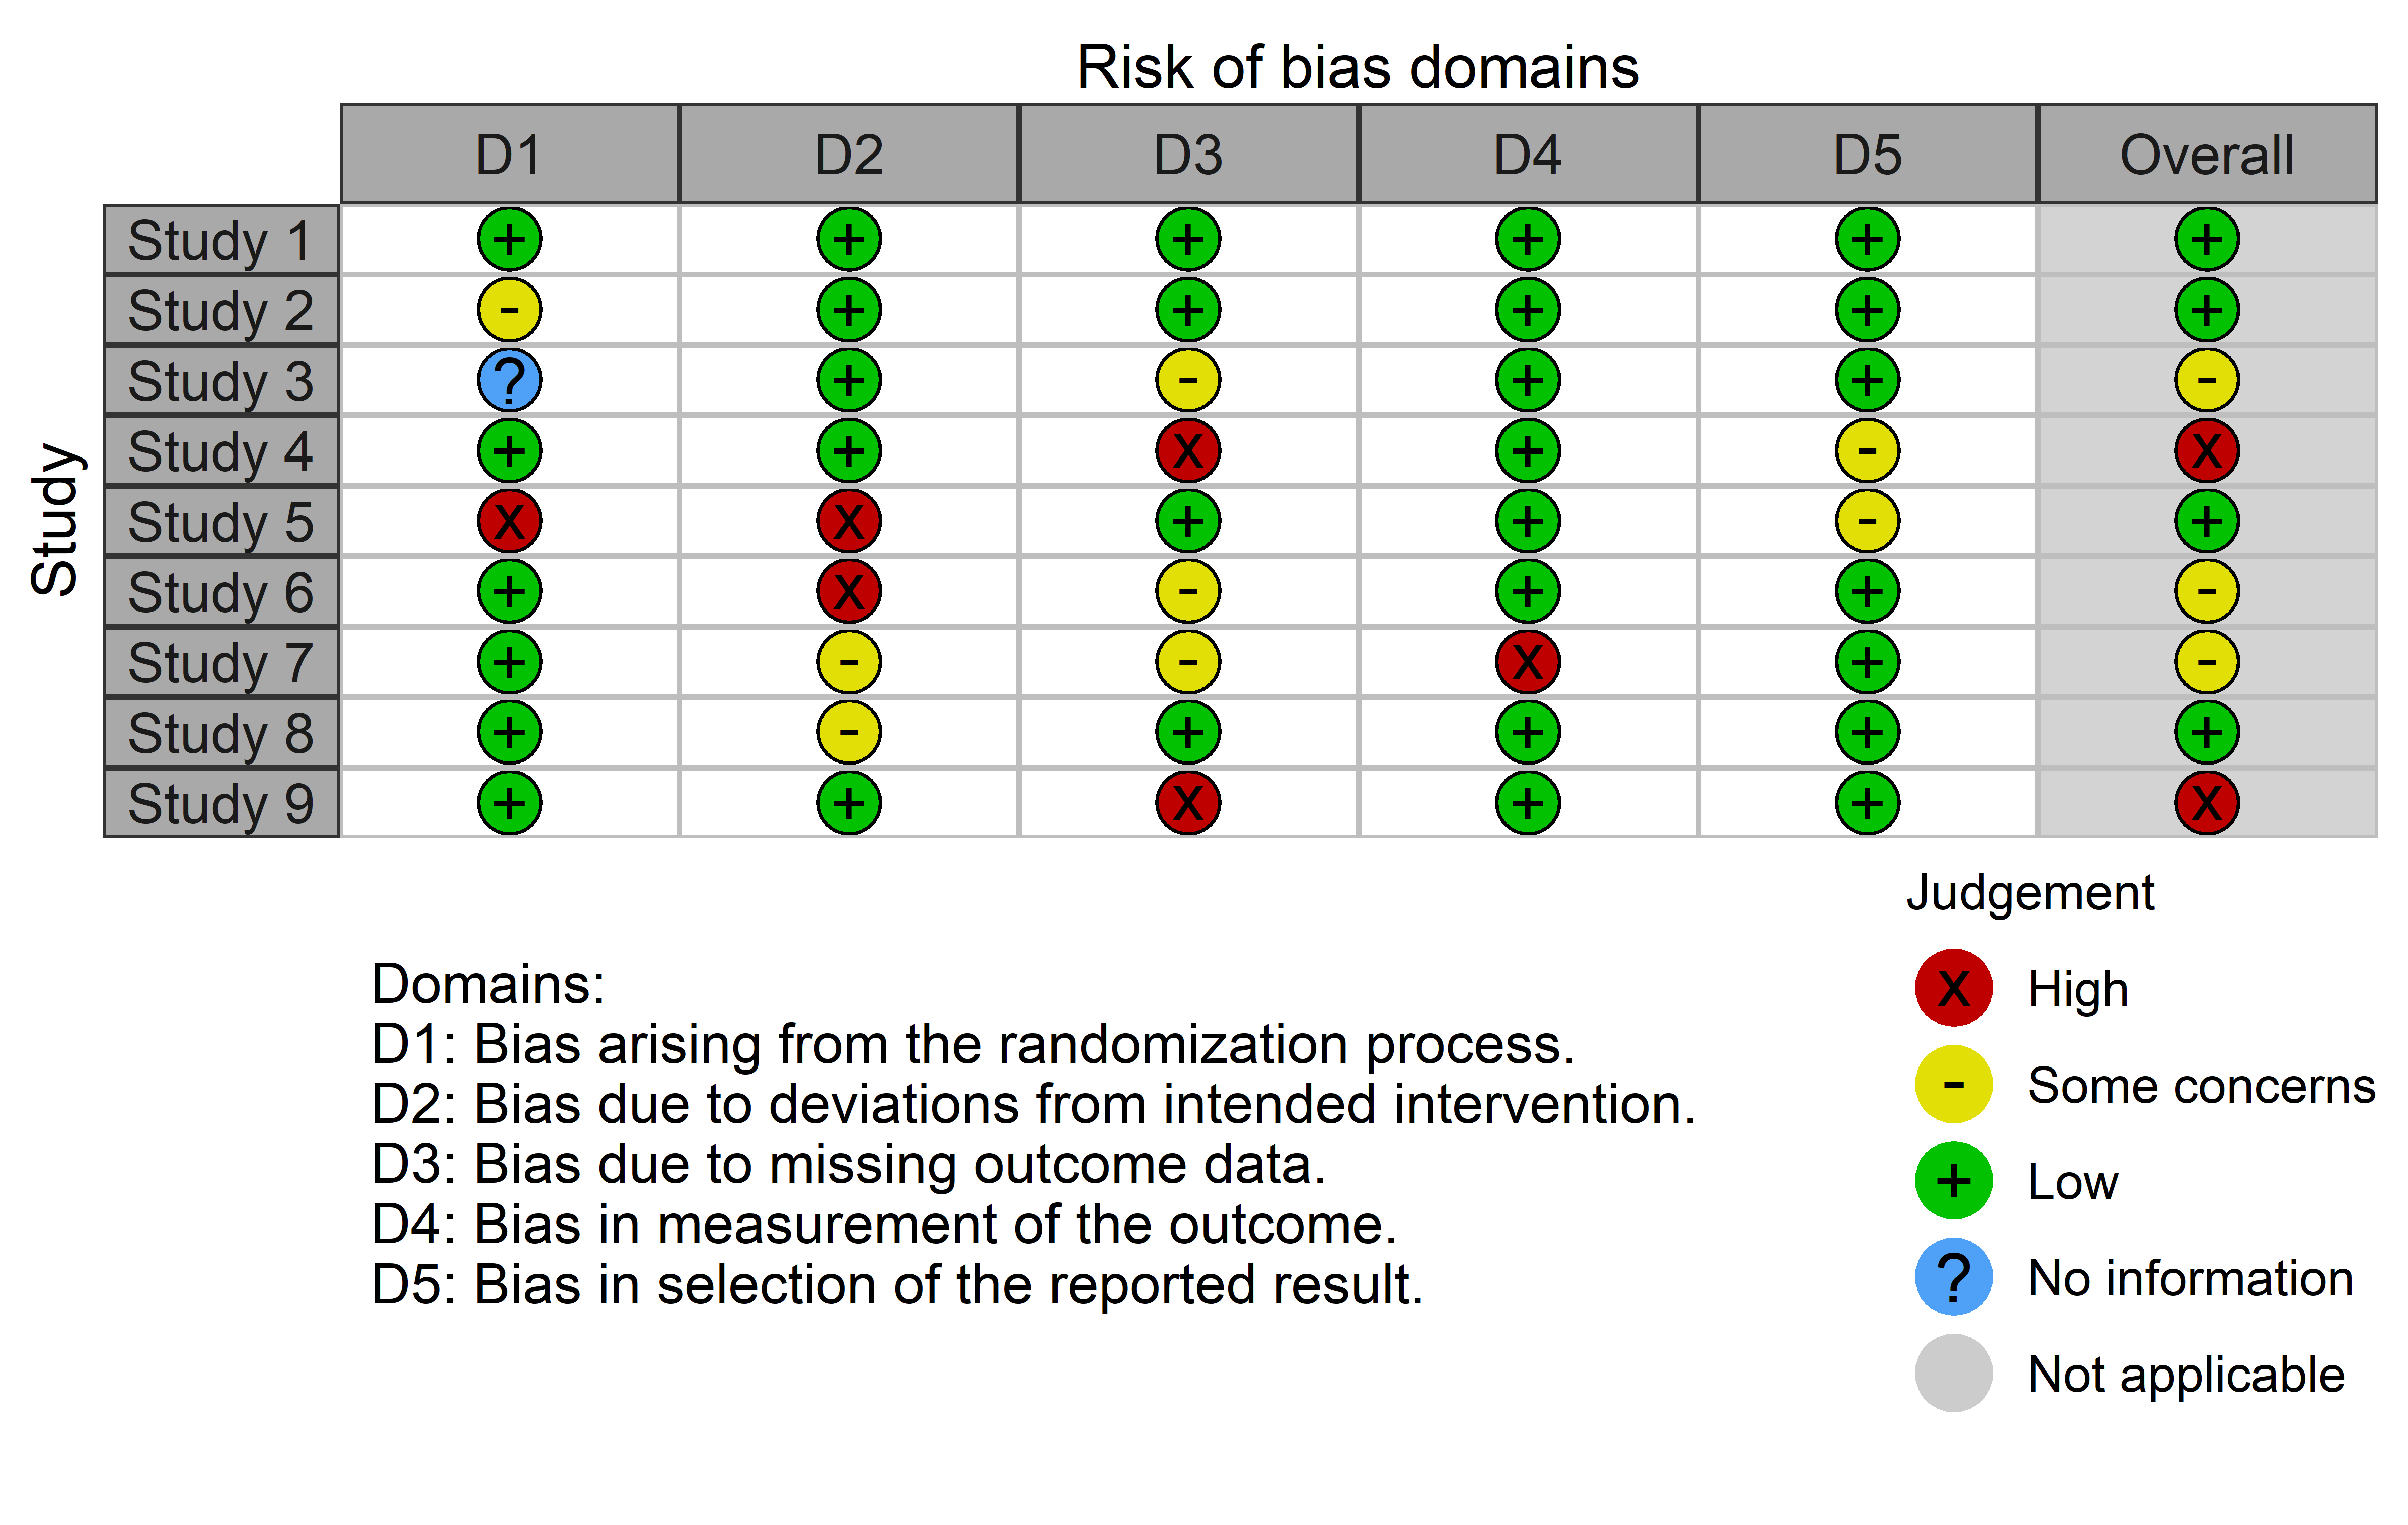 Risk of bias domains
D1 D2 D3 D4 D5 Overall
Study
Study 1 + + + + + +
Study 2 - + + + + +
Study 3 ? + - + + -
Study 4 + + X + - X
Study 5 X X + + - +
Study 6 + X - + + -
Study 7 + - - X + -
Study 8 + - + + + +
Study 9 + + X + + X
Judgement
X High
- Some concerns
+ Low
? No information
Not applicable
Domains:
D1: Bias arising from the randomization process.
D2: Bias due to deviations from intended intervention.
D3: Bias due to missing outcome data.
D4: Bias in measurement of the outcome.
D5: Bias in selection of the reported result.